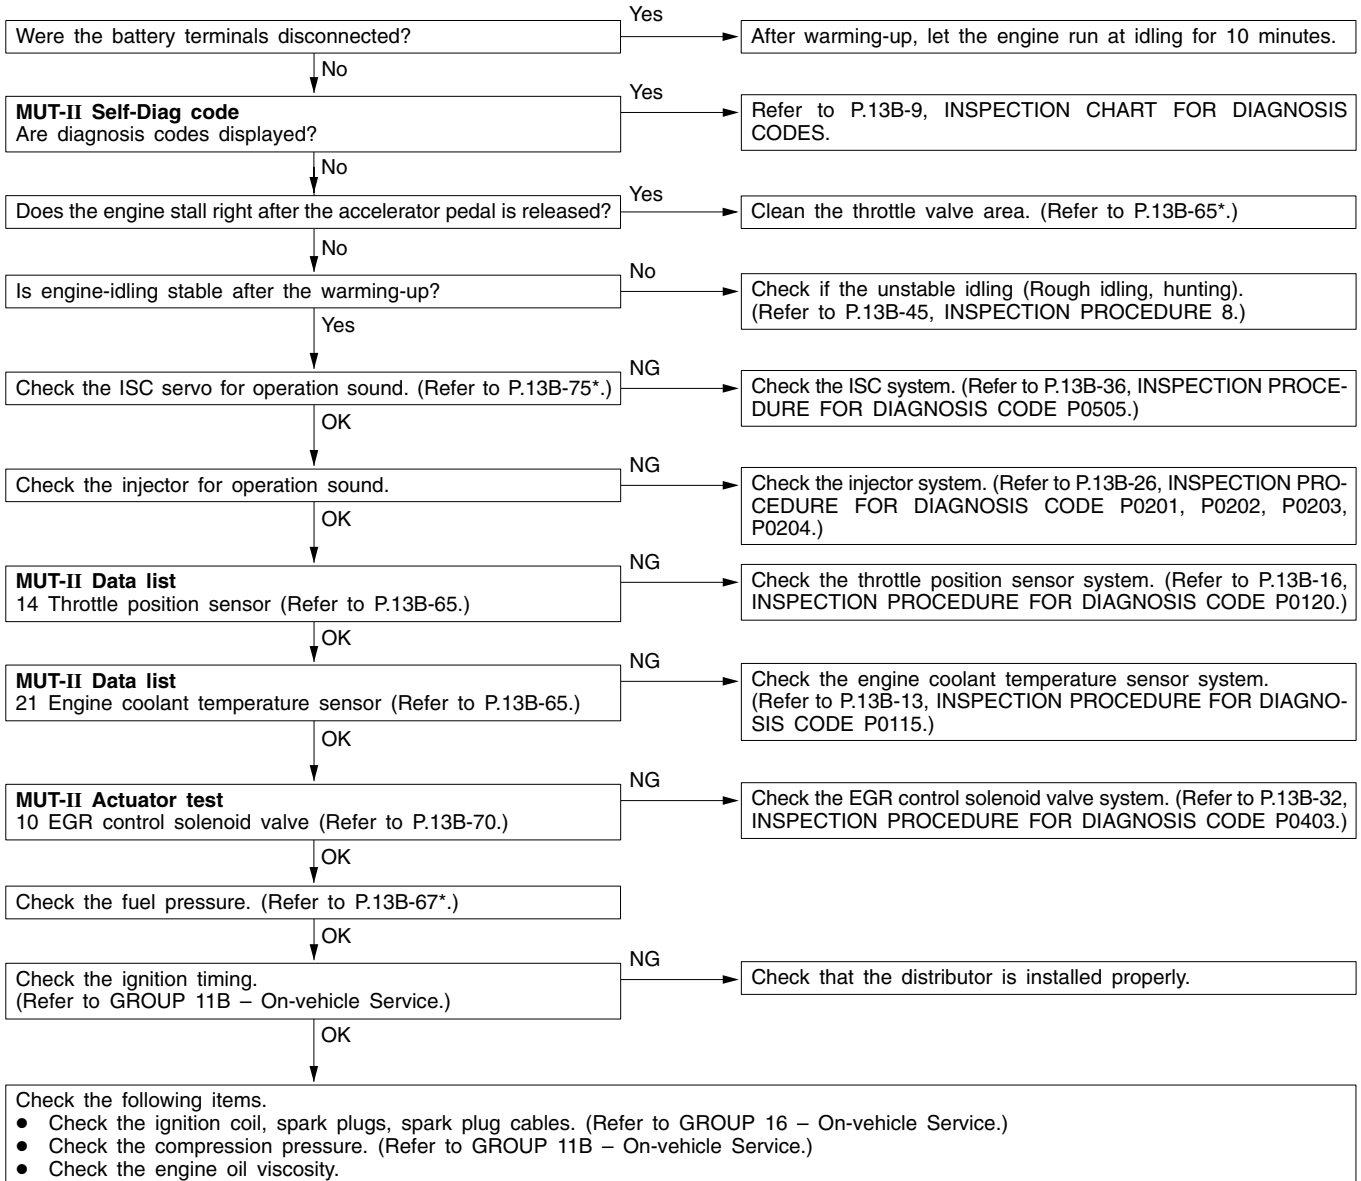 Were the battery terminals disconnected?
Yes
After warming-up, let the engine run at idling for 10 minutes.
No
MUT-II Self-Diag code
Are diagnosis codes displayed?
Yes
Refer to P.13B-9, INSPECTION CHART FOR DIAGNOSIS
CODES.
No
Does the engine stall right after the accelerator pedal is released?
Yes
Clean the throttle valve area. (Refer to P.13B-65*.)
No
Is engine-idling stable after the warming-up?
No
Check if the unstable idling (Rough idling, hunting).
(Refer to P.13B-45, INSPECTION PROCEDURE 8.)
Yes
Check the ISC servo for operation sound. (Refer to P.13B-75*.)
NG
Check the ISC system. (Refer to P.13B-36, INSPECTION PROCE-
DURE FOR DIAGNOSIS CODE P0505.)
OK
Check the injector for operation sound.
NG
Check the injector system. (Refer to P.13B-26, INSPECTION PRO-
CEDURE FOR DIAGNOSIS CODE P0201, P0202, P0203,
P0204.)
OK
MUT-II Data list
14 Throttle position sensor (Refer to P.13B-65.)
NG
Check the throttle position sensor system. (Refer to P.13B-16,
INSPECTION PROCEDURE FOR DIAGNOSIS CODE P0120.)
OK
MUT-II Data list
21 Engine coolant temperature sensor (Refer to P.13B-65.)
NG
Check the engine coolant temperature sensor system.
(Refer to P.13B-13, INSPECTION PROCEDURE FOR DIAGNO-
SIS CODE P0115.)
OK
MUT-II Actuator test
10 EGR control solenoid valve (Refer to P.13B-70.)
NG
Check the EGR control solenoid valve system. (Refer to P.13B-32,
INSPECTION PROCEDURE FOR DIAGNOSIS CODE P0403.)
OK
Check the fuel pressure. (Refer to P.13B-67*.)
OK
Check the ignition timing.
(Refer to GROUP 11B – On-vehicle Service.)
NG
Check that the distributor is installed properly.
OK
Check the following items.
● Check the ignition coil, spark plugs, spark plug cables. (Refer to GROUP 16 – On-vehicle Service.)
● Check the compression pressure. (Refer to GROUP 11B – On-vehicle Service.)
● Check the engine oil viscosity.